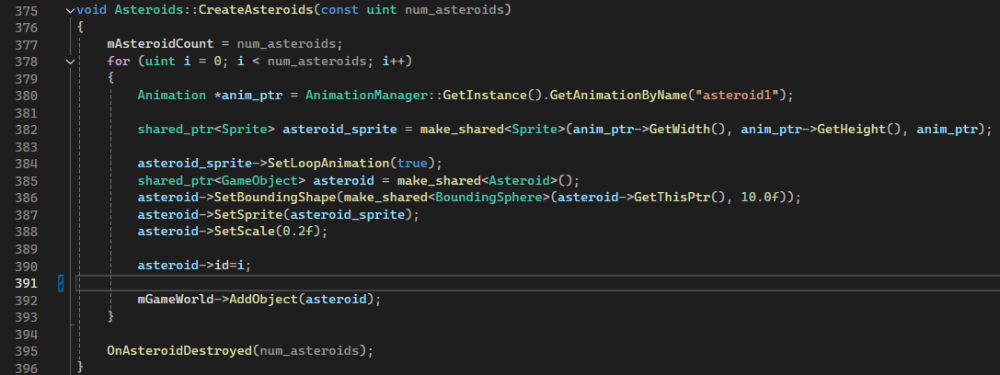 375 void Asteroids::CreateAsteroids(const uint num_asteroids)
376 {
377     mAsteroidCount = num_asteroids;
378     for (uint i = 0; i < num_asteroids; i++)
379     {
380         Animation *anim_ptr = AnimationManager::GetInstance().GetAnimationByName("asteroid1");
381
382         shared_ptr<Sprite> asteroid_sprite = make_shared<Sprite>(anim_ptr->GetWidth(), anim_ptr->GetHeight(), anim_ptr);
383
384         asteroid_sprite->SetLoopAnimation(true);
385         shared_ptr<GameObject> asteroid = make_shared<Asteroid>();
386         asteroid->SetBoundingShape(make_shared<BoundingSphere>(asteroid->GetThisPtr(), 10.0f));
387         asteroid->SetSprite(asteroid_sprite);
388         asteroid->SetScale(0.2f);
389
390         asteroid->id=i;
391
392         mGameWorld->AddObject(asteroid);
393     }
394
395     OnAsteroidDestroyed(num_asteroids);
396 }